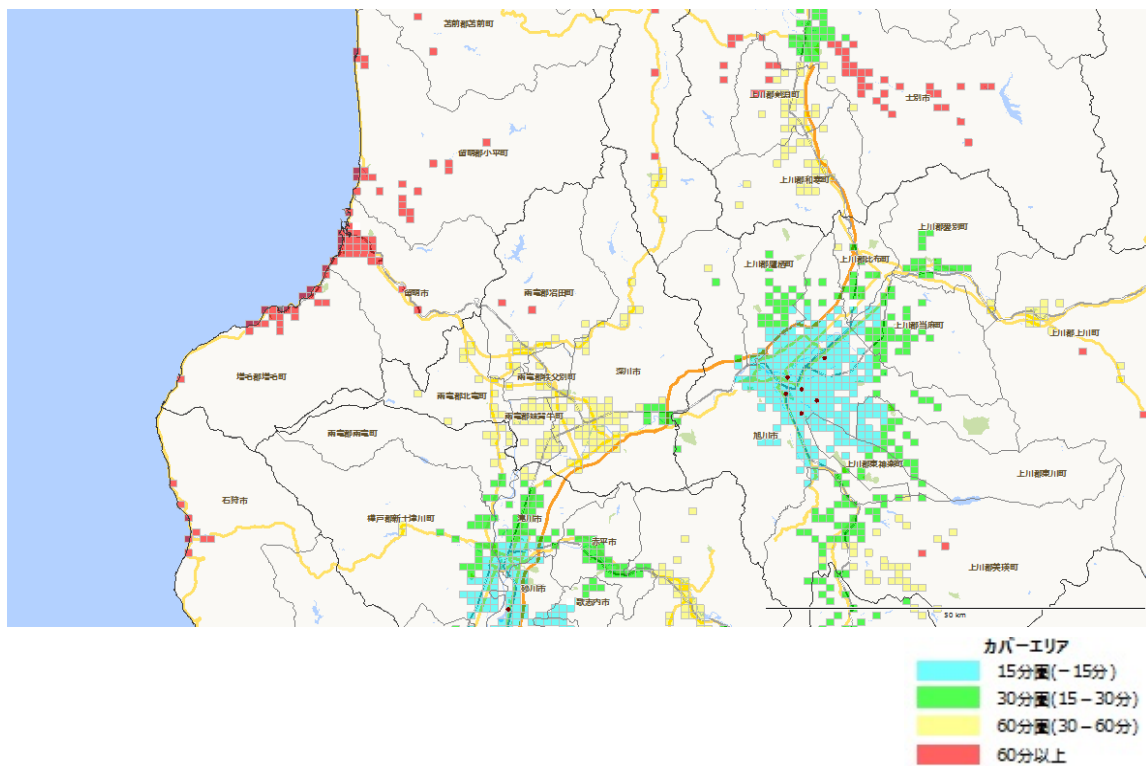 苫前郡苫前町
上川郡剣淵町
士別市
留萌郡小平町
上川郡和寒町
上川郡愛別町
上川郡鷹栖町
上川郡比布町
留萌市
雨竜郡沼田町
上川郡当麻町
上川郡上川町
増毛郡増毛町
雨竜郡秩父別町
深川市
雨竜郡北竜町
雨竜郡妹背牛町
雨竜郡雨竜町
旭川市
上川郡東神楽町
上川郡東川町
石狩市
樺戸郡新十津川町
滝川市
赤平市
上川郡美瑛町
砂川市
歌志内市
30 km
カバーエリア
15分圏(-15分)
30分圏(15-30分)
60分圏(30-60分)
60分以上